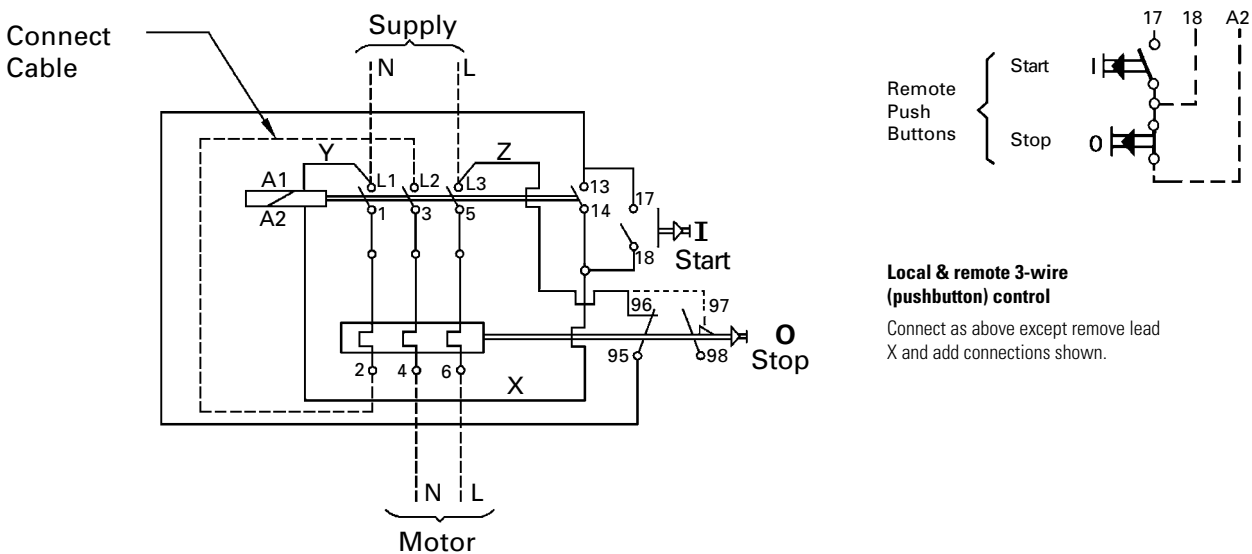 Connect
Cable
Supply
N L
Y Z
A1 L1 L2 L3 13
A2 1 3 5 14 17
18
I
Start
96 97
95 98
O
Stop
2 4 6
X
N L
Motor
17 18 A2
Remote
Push
Buttons
Start I
Stop O
Local & remote 3-wire
(pushbutton) control
Connect as above except remove lead
X and add connections shown.